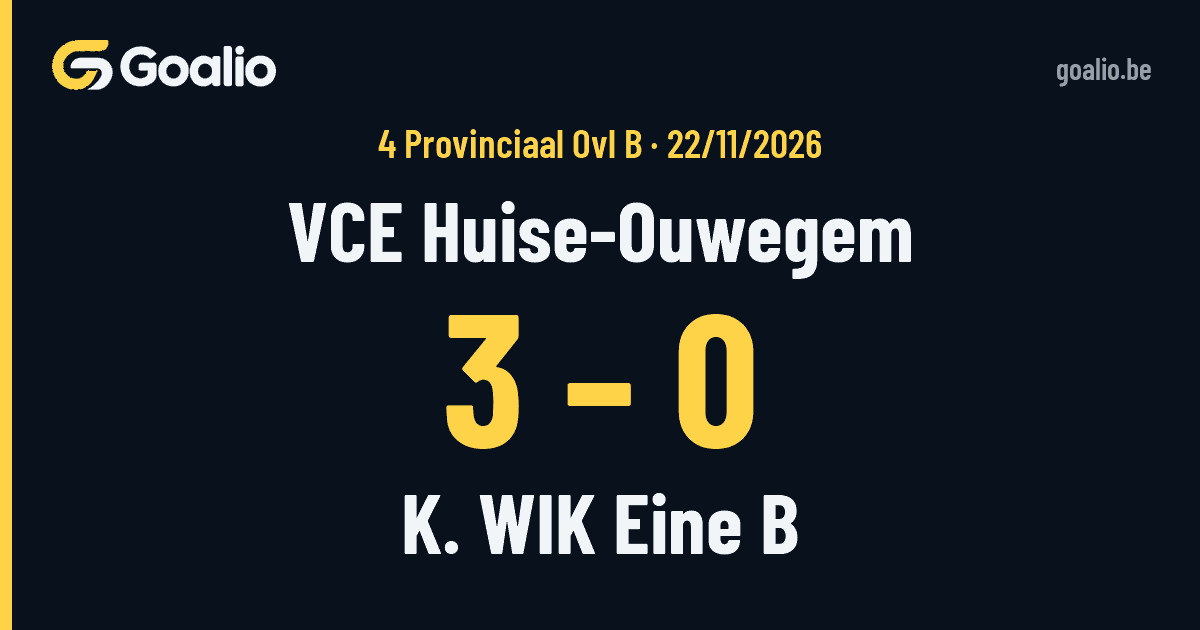 Goalio
goalio.be
4 Provinciaal Ovl B · 22/11/2026
VCE Huise-Ouwegem
3 – 0
K. WIK Eine B